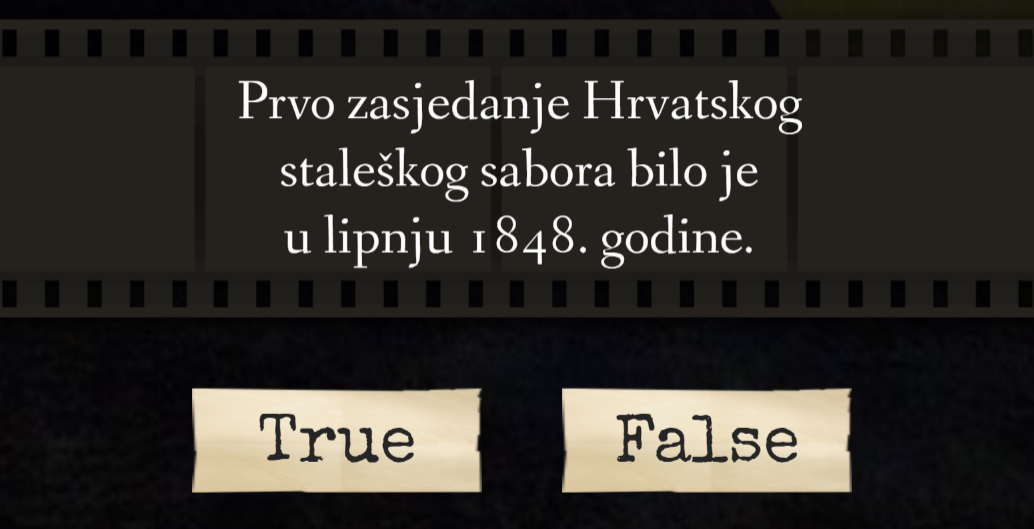 Prvo zasjedanje Hrvatskog
staleškog sabora bilo je
u lipnju 1848. godine.
True
False